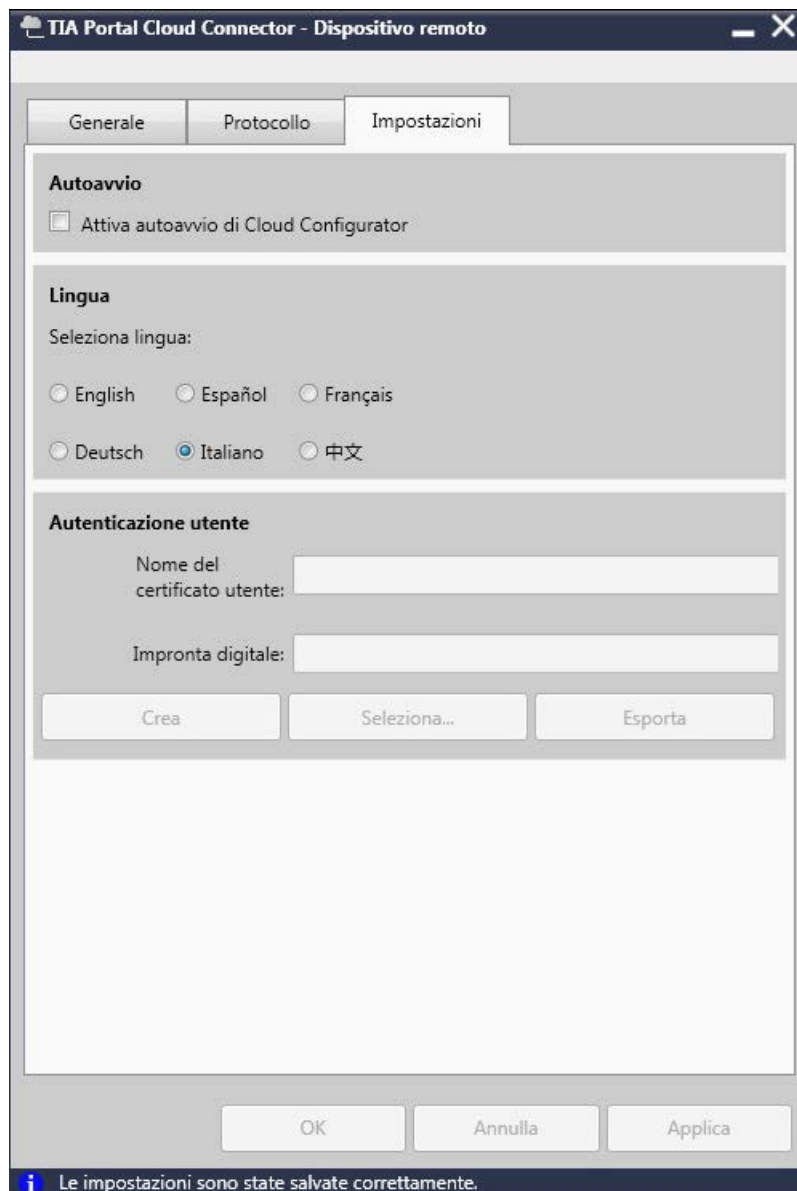 TIA Portal Cloud Connector - Dispositivo remoto
Generale Protocollo Impostazioni
Autoavvio
Attiva autoavvio di Cloud Configurator
Lingua
Seleziona lingua:
English Español Français
Deutsch Italiano 中文
Autenticazione utente
Nome del
certificato utente:
Impronta digitale:
Crea Seleziona... Esporta
OK Annulla Applica
Le impostazioni sono state salvate correttamente.